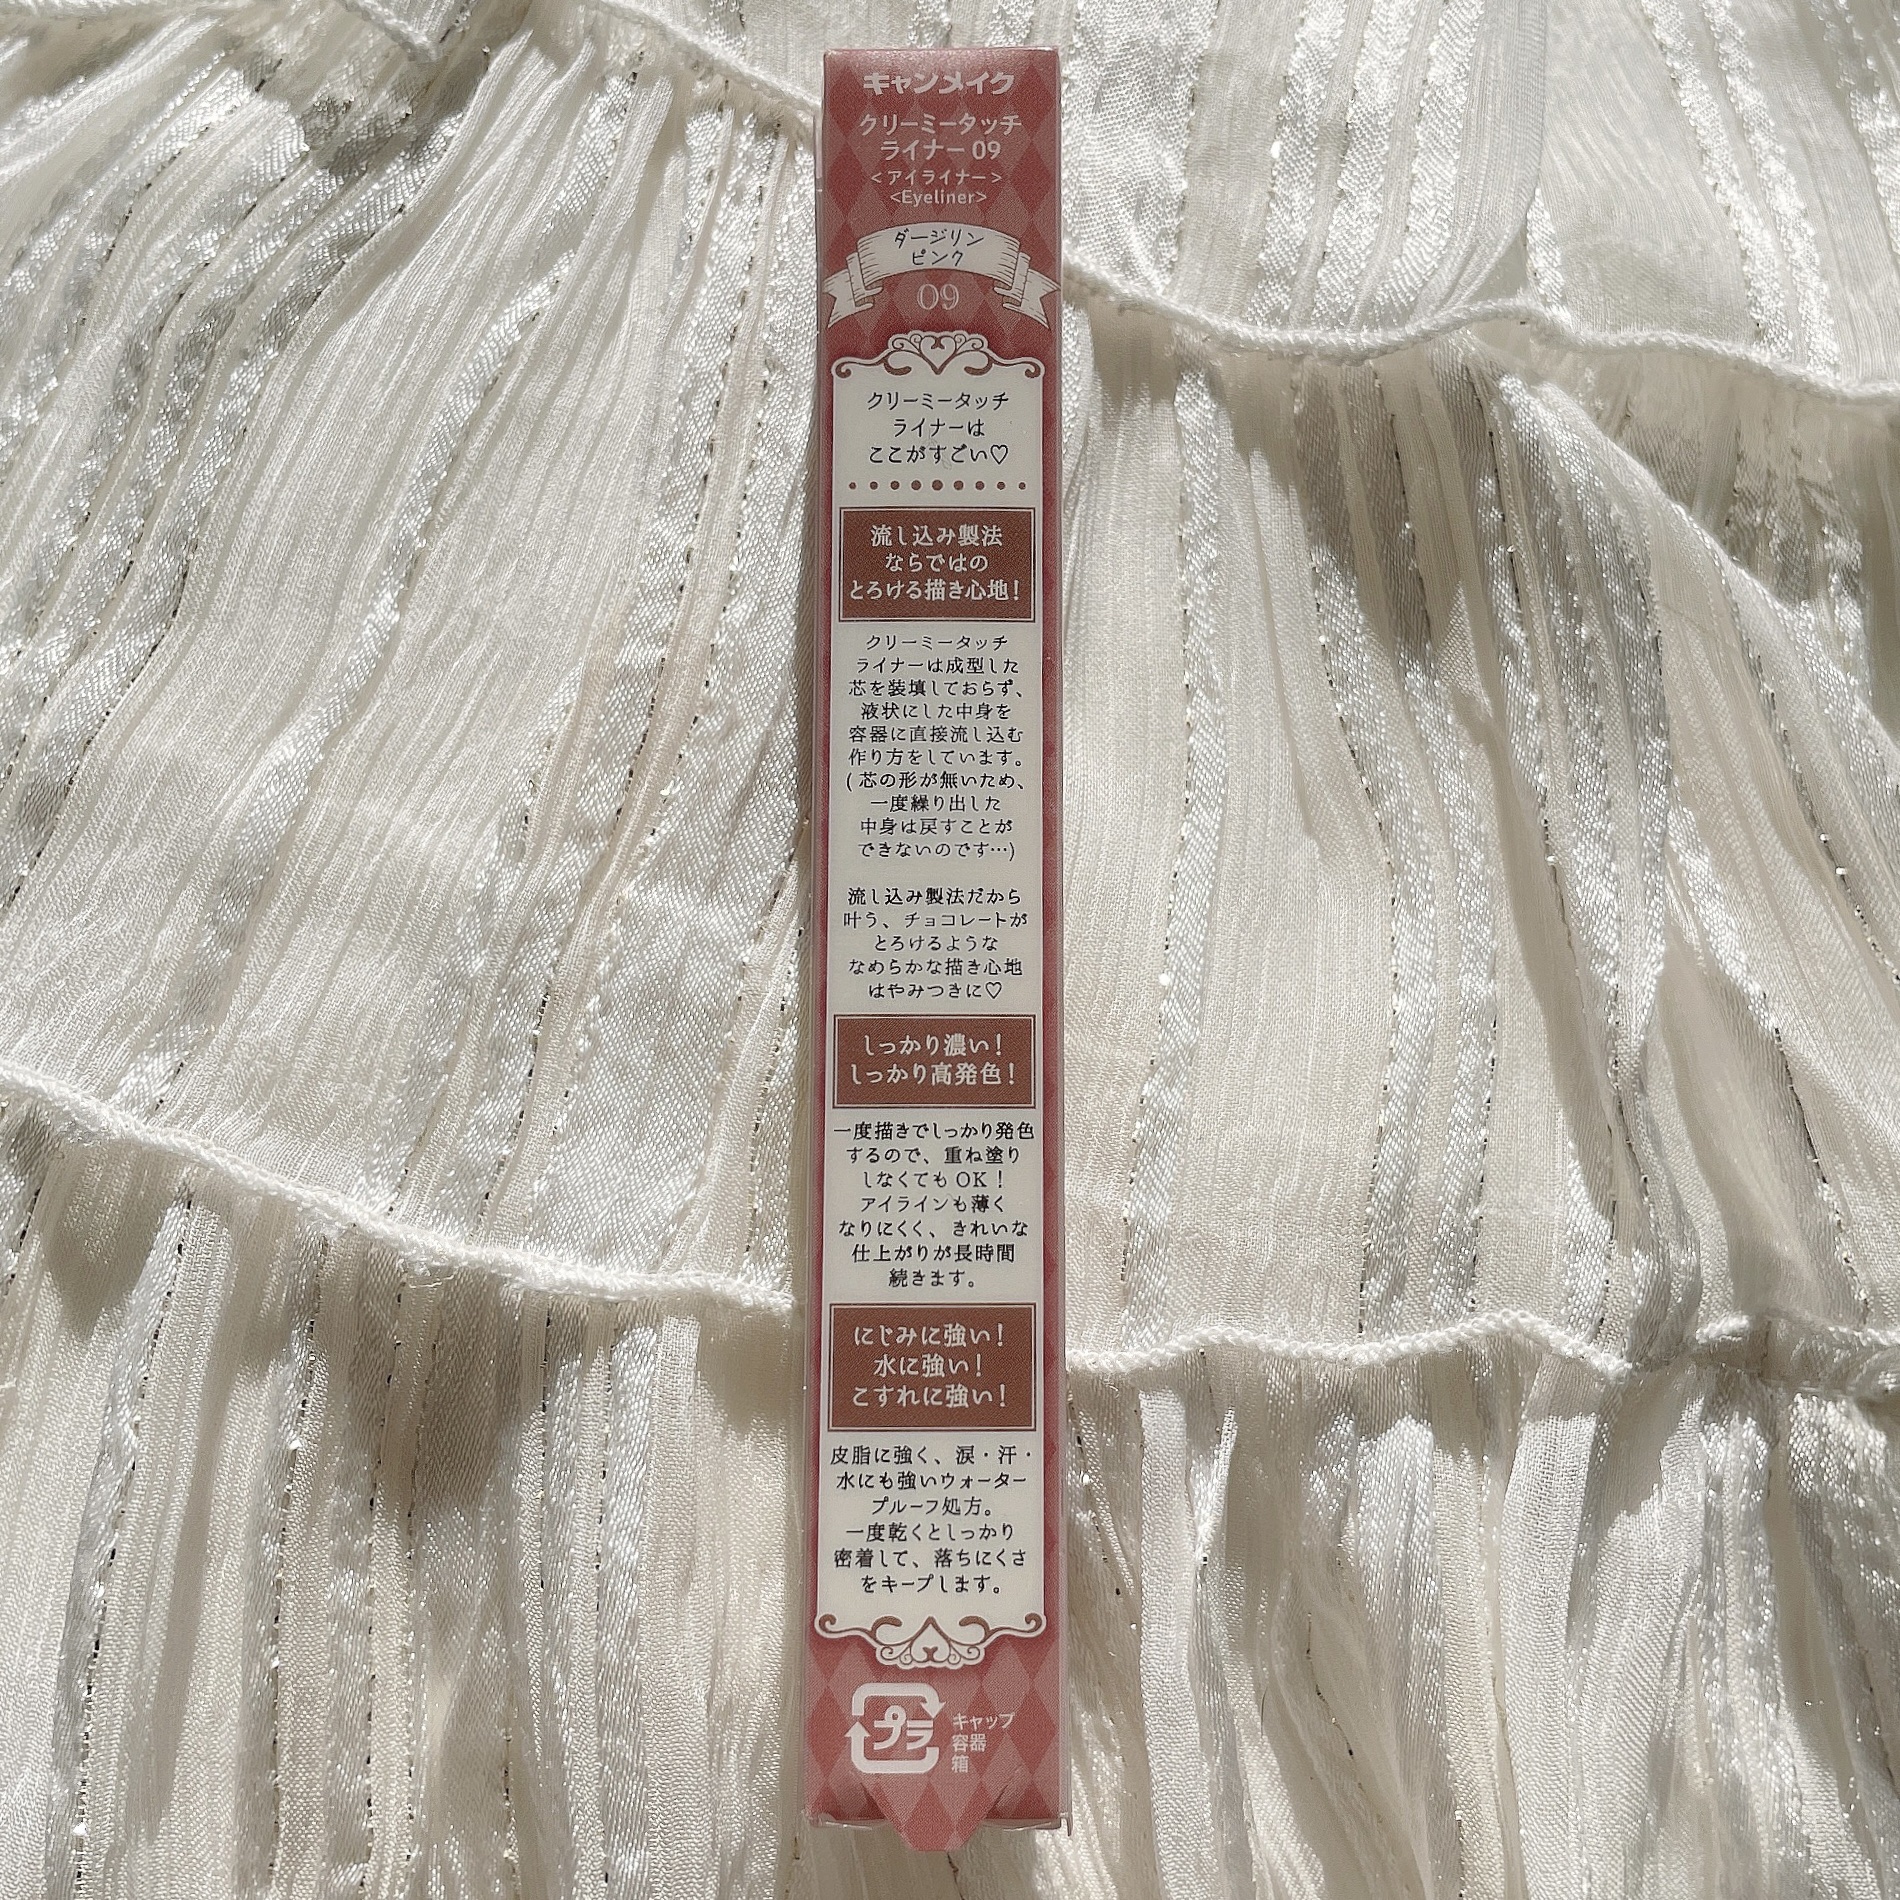 キャンメイク
クリーミータッチ
ライナー 09
<アイライナー>
<Eyeliner>
ダージリン
ピンク
09
クリーミータッチ
ライナーは
ここがすごい♡
流し込み製法
ならではの
とろける描き心地!
クリーミータッチ
ライナーは成型した
芯を装填しておらず、
液状にした中身を
容器に直接流し込む
作り方をしています。
(芯の形が無いため、
一度繰り出した
中身は戻すことが
できないのです…)
流し込み製法だから
叶う、チョコレートが
とろけるような
なめらかな描き心地
はやみつきに♡
しっかり濃い!
しっかり高発色!
一度描きでしっかり発色
するので、重ね塗り
しなくてもOK!
アイラインも薄く
なりにくく、きれいな
仕上がりが長時間
続きます。
にじみに強い!
水に強い!
こすれに強い!
皮脂に強く、涙・汗・
水にも強いウォーター
プルーフ処方。
一度乾くとしっかり
密着して、落ちにくさ
をキープします。
プラ
キャップ
容器
箱